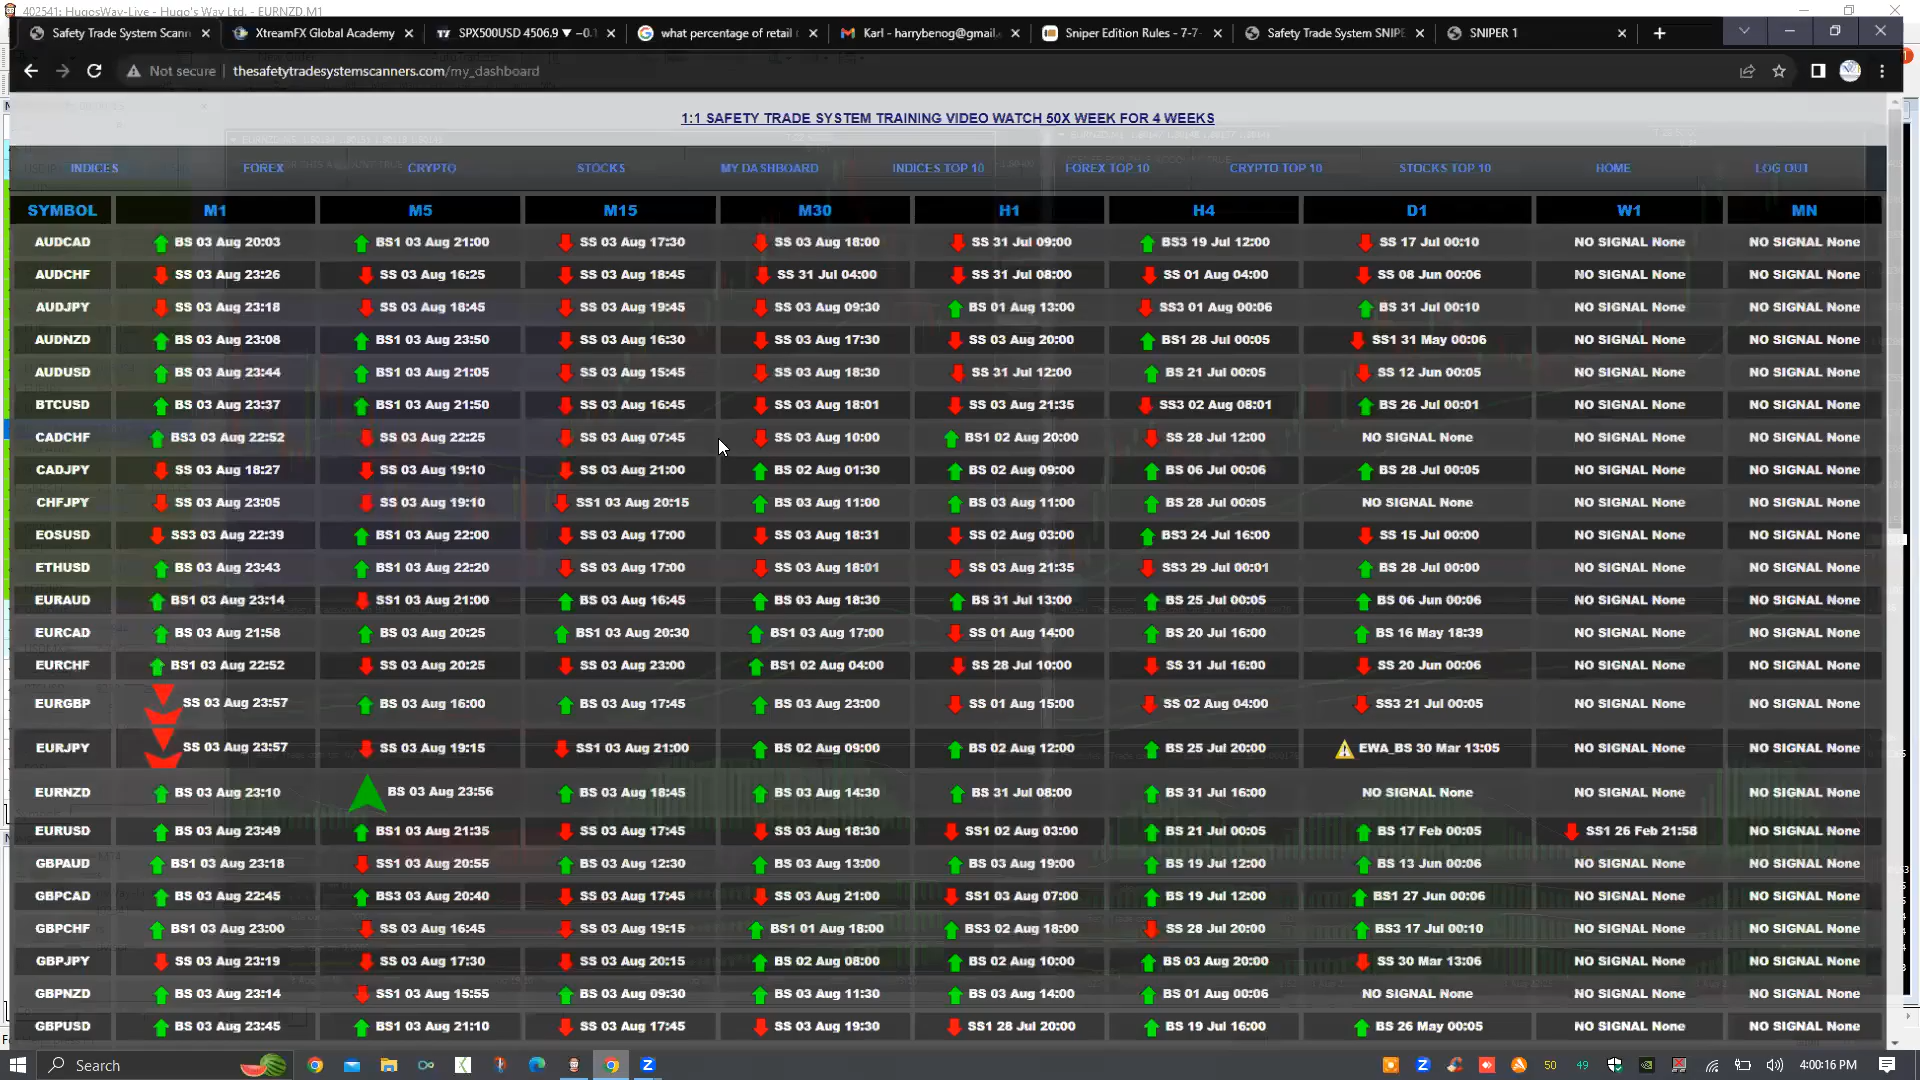 402541: HugosWay-Live - Hugo's Way Ltd. - EURNZD.M1
Safety Trade System Scann
XtreamFX Global Academy
SPX500USD 4506.9 ▼ −0.
what percentage of retail
Karl - harrybenog@gmail.
Sniper Edition Rules - 7-7-
Safety Trade System SNIPE
SNIPER 1
Not secure
thesafetytradesystemscanners.com/my_dashboard
1:1 SAFETY TRADE SYSTEM TRAINING VIDEO WATCH 50X WEEK FOR 4 WEEKS
INDICES FOREX CRYPTO STOCKS MY DASHBOARD INDICES TOP 10 FOREX TOP 10 CRYPTO TOP 10 STOCKS TOP 10 HOME LOG OUT
SYMBOL M1 M5 M15 M30 H1 H4 D1 W1 MN
AUDCAD BS 03 Aug 20:03 BS1 03 Aug 21:00 SS 03 Aug 17:30 SS 03 Aug 18:00 SS 31 Jul 09:00 BS3 19 Jul 12:00 SS 17 Jul 00:10 NO SIGNAL None NO SIGNAL None
AUDCHF SS 03 Aug 23:26 SS 03 Aug 16:25 SS 03 Aug 18:45 SS 31 Jul 04:00 SS 31 Jul 08:00 SS 01 Aug 04:00 SS 08 Jun 00:06 NO SIGNAL None NO SIGNAL None
AUDJPY SS 03 Aug 23:18 SS 03 Aug 18:45 SS 03 Aug 19:45 SS 03 Aug 09:30 BS 01 Aug 13:00 SS3 01 Aug 00:06 BS 31 Jul 00:10 NO SIGNAL None NO SIGNAL None
AUDNZD BS 03 Aug 23:08 BS1 03 Aug 23:50 SS 03 Aug 16:30 SS 03 Aug 17:30 SS 03 Aug 20:00 BS1 28 Jul 00:05 SS1 31 May 00:06 NO SIGNAL None NO SIGNAL None
AUDUSD BS 03 Aug 23:44 BS1 03 Aug 21:05 SS 03 Aug 15:45 SS 03 Aug 18:30 SS 31 Jul 12:00 BS 21 Jul 00:05 SS 12 Jun 00:05 NO SIGNAL None NO SIGNAL None
BTCUSD BS 03 Aug 23:37 BS1 03 Aug 21:50 SS 03 Aug 16:45 SS 03 Aug 18:01 SS 03 Aug 21:35 SS3 02 Aug 08:01 BS 26 Jul 00:01 NO SIGNAL None NO SIGNAL None
CADCHF BS3 03 Aug 22:52 SS 03 Aug 22:25 SS 03 Aug 07:45 SS 03 Aug 10:00 BS1 02 Aug 20:00 SS 28 Jul 12:00 NO SIGNAL None NO SIGNAL None NO SIGNAL None
CADJPY SS 03 Aug 18:27 SS 03 Aug 19:10 SS 03 Aug 21:00 BS 02 Aug 01:30 BS 02 Aug 09:00 BS 06 Jul 00:06 BS 28 Jul 00:05 NO SIGNAL None NO SIGNAL None
CHFJPY SS 03 Aug 23:05 SS 03 Aug 19:10 SS1 03 Aug 20:15 BS 03 Aug 11:00 BS 03 Aug 11:00 BS 28 Jul 00:05 NO SIGNAL None NO SIGNAL None NO SIGNAL None
EOSUSD SS3 03 Aug 22:39 BS1 03 Aug 22:00 SS 03 Aug 17:00 SS 03 Aug 18:31 SS 02 Aug 03:00 BS3 24 Jul 16:00 SS 15 Jul 00:00 NO SIGNAL None NO SIGNAL None
ETHUSD BS 03 Aug 23:43 BS1 03 Aug 22:20 SS 03 Aug 17:00 SS 03 Aug 18:01 SS 03 Aug 21:35 SS3 29 Jul 00:01 BS 28 Jul 00:00 NO SIGNAL None NO SIGNAL None
EURAUD BS1 03 Aug 23:14 SS1 03 Aug 21:00 BS 03 Aug 16:45 BS 03 Aug 18:30 BS 31 Jul 13:00 BS 25 Jul 00:05 BS 06 Jun 00:06 NO SIGNAL None NO SIGNAL None
EURCAD BS 03 Aug 21:58 BS 03 Aug 20:25 BS1 03 Aug 20:30 BS1 03 Aug 17:00 SS 01 Aug 14:00 BS 20 Jul 16:00 BS 16 May 18:39 NO SIGNAL None NO SIGNAL None
EURCHF BS1 03 Aug 22:52 SS 03 Aug 20:25 SS 03 Aug 23:00 BS1 02 Aug 04:00 SS 28 Jul 10:00 SS 31 Jul 16:00 SS 20 Jun 00:06 NO SIGNAL None NO SIGNAL None
EURGBP SS 03 Aug 23:57 BS 03 Aug 16:00 BS 03 Aug 17:45 BS 03 Aug 23:00 SS 01 Aug 15:00 SS 02 Aug 04:00 SS3 21 Jul 00:05 NO SIGNAL None NO SIGNAL None
EURJPY SS 03 Aug 23:57 SS 03 Aug 19:15 SS1 03 Aug 21:00 BS 02 Aug 09:00 BS 02 Aug 12:00 BS 25 Jul 20:00 EWA_BS 30 Mar 13:05 NO SIGNAL None NO SIGNAL None
EURNZD BS 03 Aug 23:10 BS 03 Aug 23:56 BS 03 Aug 18:45 BS 03 Aug 14:30 BS 31 Jul 08:00 BS 31 Jul 16:00 NO SIGNAL None NO SIGNAL None NO SIGNAL None
EURUSD BS 03 Aug 23:49 BS1 03 Aug 21:35 SS 03 Aug 17:45 SS 03 Aug 18:30 SS1 02 Aug 03:00 BS 21 Jul 00:05 BS 17 Feb 00:05 SS1 26 Feb 21:58 NO SIGNAL None
GBPAUD BS1 03 Aug 23:18 SS1 03 Aug 20:55 BS 03 Aug 12:30 BS 03 Aug 13:00 BS 03 Aug 19:00 BS 19 Jul 12:00 BS 13 Jun 00:06 NO SIGNAL None NO SIGNAL None
GBPCAD BS 03 Aug 22:45 BS3 03 Aug 20:40 SS 03 Aug 17:45 SS 03 Aug 21:00 SS1 03 Aug 07:00 BS 19 Jul 12:00 BS1 27 Jun 00:06 NO SIGNAL None NO SIGNAL None
GBPCHF BS1 03 Aug 23:00 SS 03 Aug 16:45 SS 03 Aug 19:15 BS1 01 Aug 18:00 BS3 02 Aug 18:00 SS 28 Jul 20:00 BS3 17 Jul 00:10 NO SIGNAL None NO SIGNAL None
GBPJPY SS 03 Aug 23:19 SS 03 Aug 17:30 SS 03 Aug 20:15 BS 02 Aug 08:00 BS 02 Aug 10:00 BS 03 Aug 20:00 SS 30 Mar 13:06 NO SIGNAL None NO SIGNAL None
GBPNZD BS 03 Aug 23:14 SS1 03 Aug 15:55 BS 03 Aug 09:30 BS 03 Aug 11:30 BS 03 Aug 14:00 BS 01 Aug 00:06 NO SIGNAL None NO SIGNAL None NO SIGNAL None
GBPUSD BS 03 Aug 23:45 BS1 03 Aug 21:10 SS 03 Aug 17:45 SS 03 Aug 19:30 SS1 28 Jul 20:00 BS 19 Jul 16:00 BS 26 May 00:05 NO SIGNAL None NO SIGNAL None
Search
50 49 4:00:16 PM